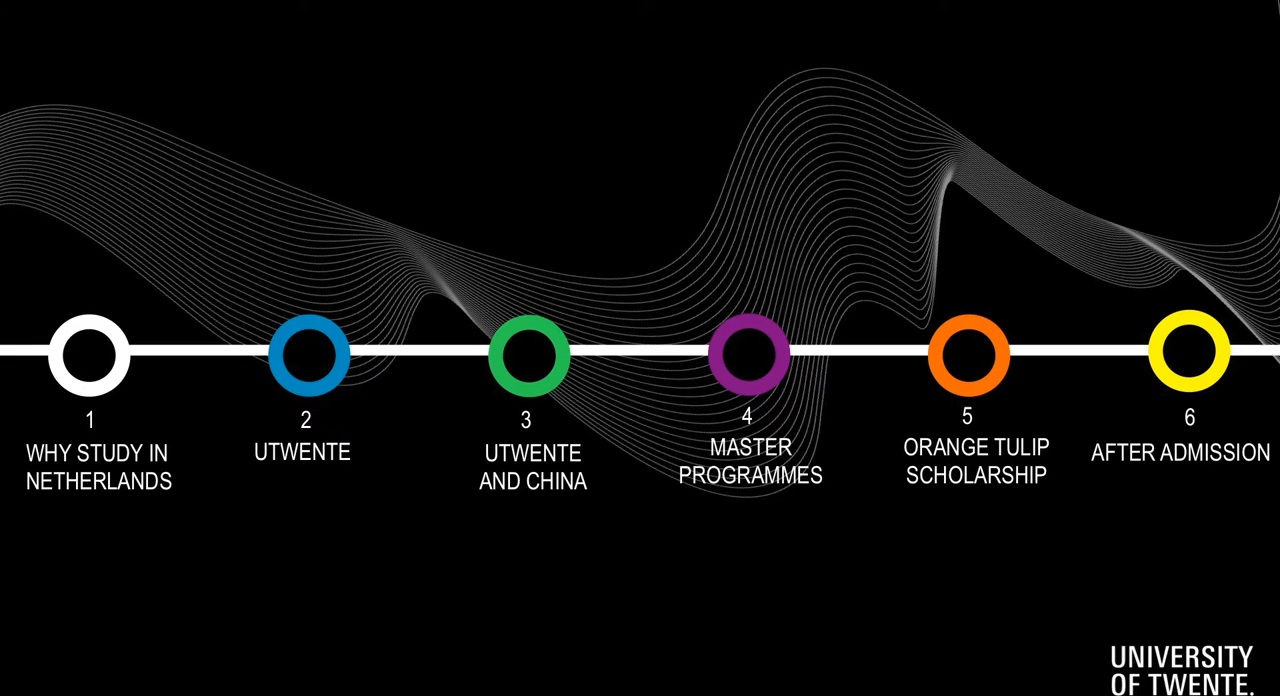 1
WHY STUDY IN
NETHERLANDS
2
UTWENTE
3
UTWENTE
AND CHINA
4
MASTER
PROGRAMMES
5
ORANGE TULIP
SCHOLARSHIP
6
AFTER ADMISSION
UNIVERSITY
OF TWENTE.